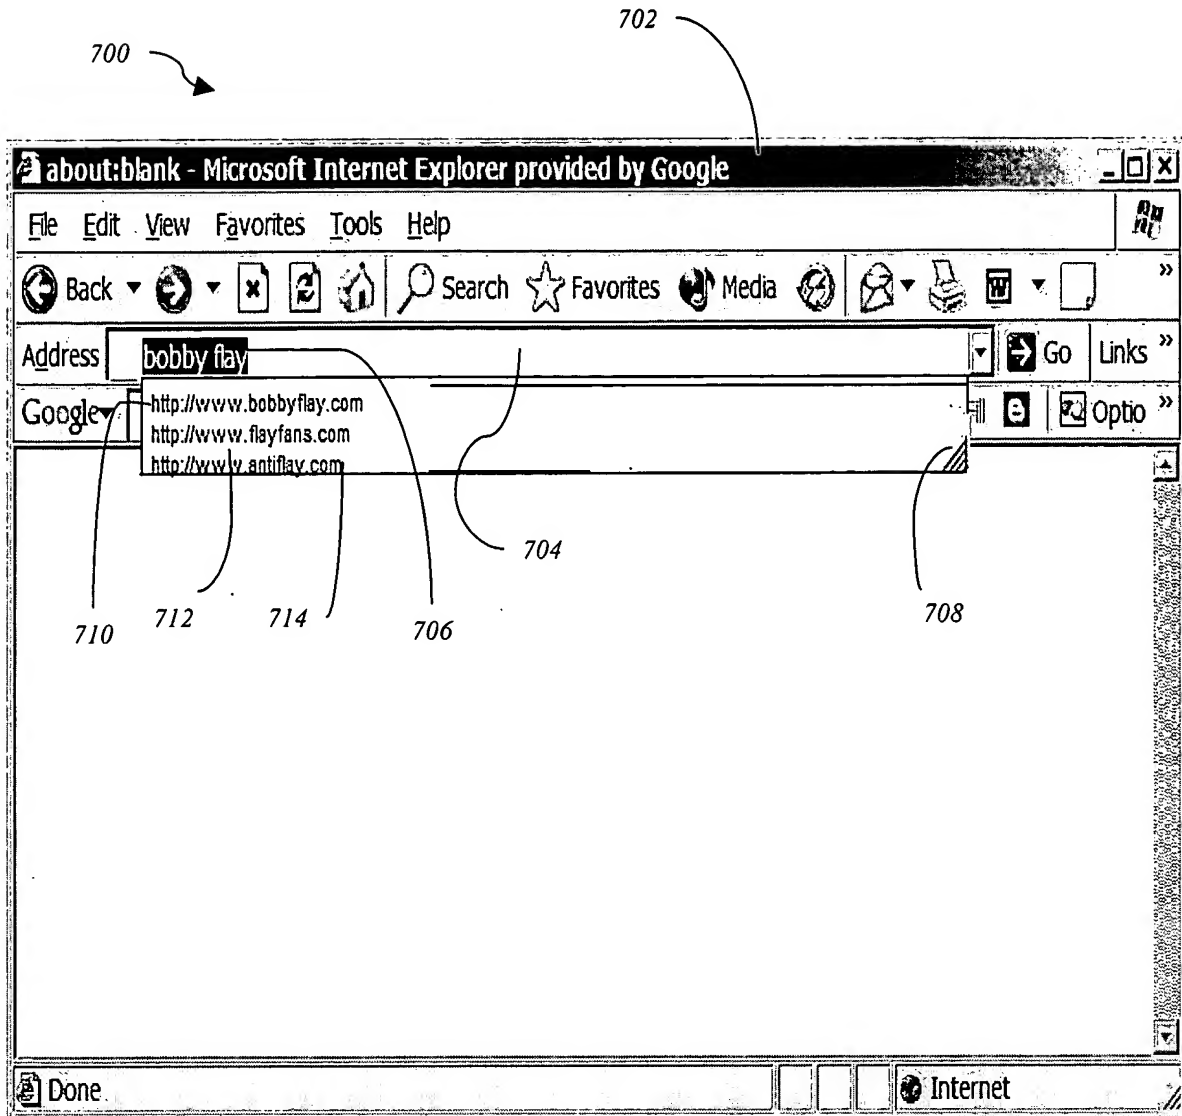 702
700
about:blank - Microsoft Internet Explorer provided by Google
File Edit View Favorites Tools Help
Back Search Favorites Media W »
Address bobby flay Go Links »
Google Optio »
http://www.bobbyflay.com
http://www.flayfans.com
http://www.antiflay.com
704
710 712 714 706 708
Done Internet